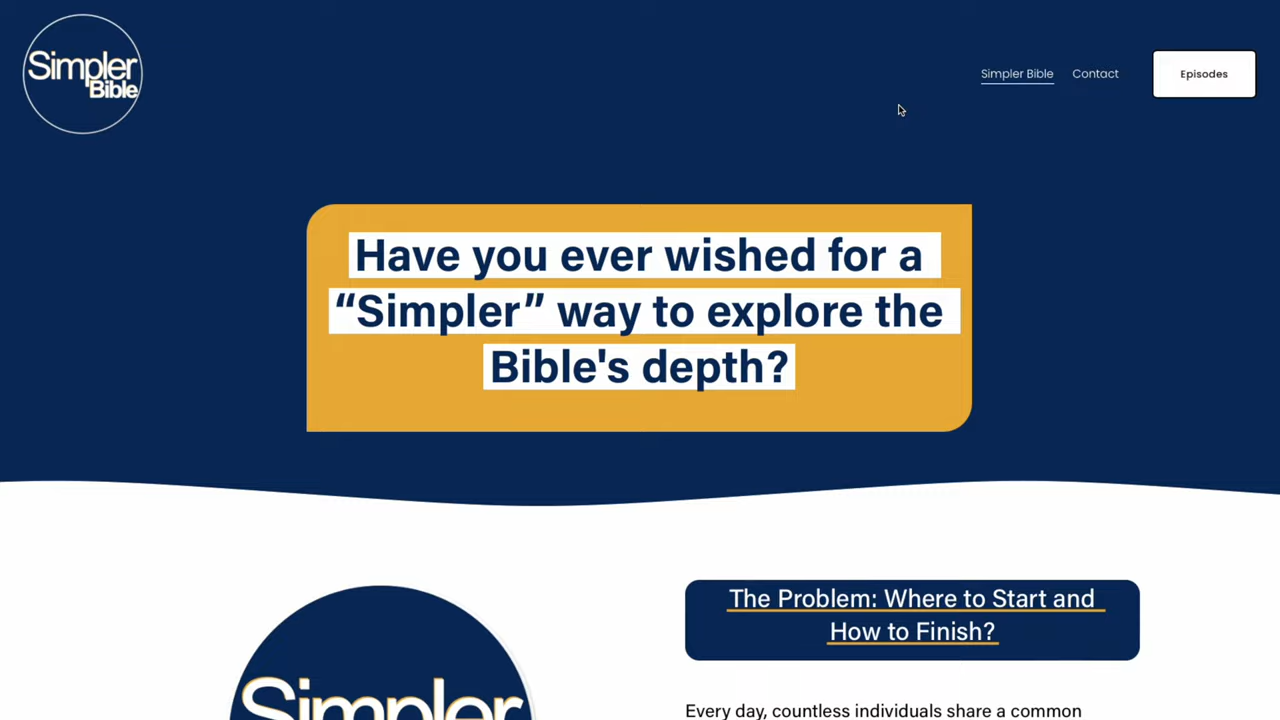 Simpler
Bible
Simpler Bible
Contact
Episodes
Have you ever wished for a
“Simpler” way to explore the
Bible's depth?
The Problem: Where to Start and
How to Finish?
Simpler
Every day, countless individuals share a common